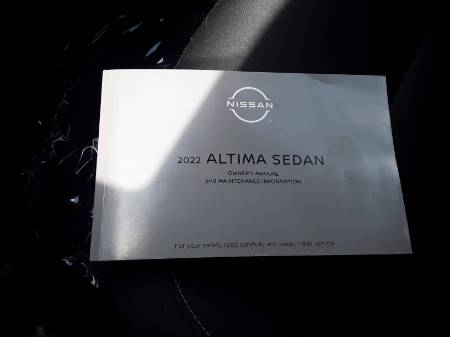 NISSAN
2022 ALTIMA SEDAN
OWNER'S MANUAL
and MAINTENANCE INFORMATION
For your safety, read carefully and keep in this vehicle.